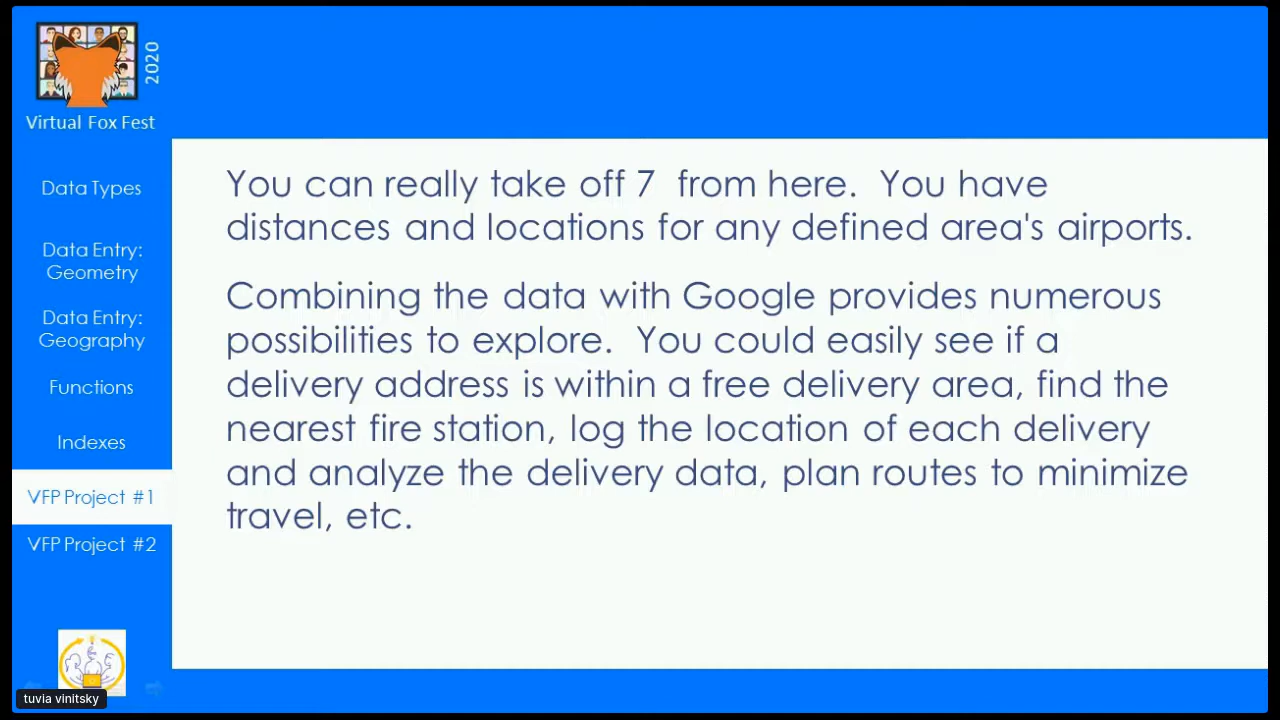 2020
Virtual Fox Fest
Data Types
Data Entry:
Geometry
Data Entry:
Geography
Functions
Indexes
VFP Project #1
VFP Project #2
You can really take off 7  from here.  You have
distances and locations for any defined area's airports.
Combining the data with Google provides numerous
possibilities to explore.  You could easily see if a
delivery address is within a free delivery area, find the
nearest fire station, log the location of each delivery
and analyze the delivery data, plan routes to minimize
travel, etc.
tuvia vinitsky